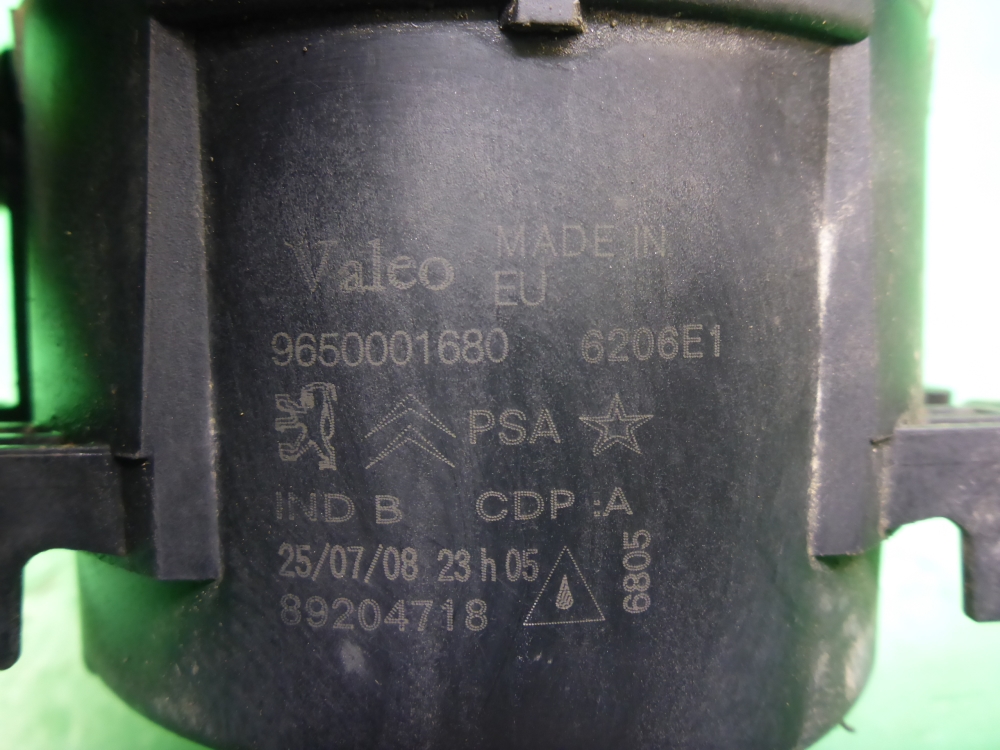 Valeo MADE IN
EU
9650001680 6206E1
PSA
IND B CDP :A
25/07/08 23 h 05
89204718
6805